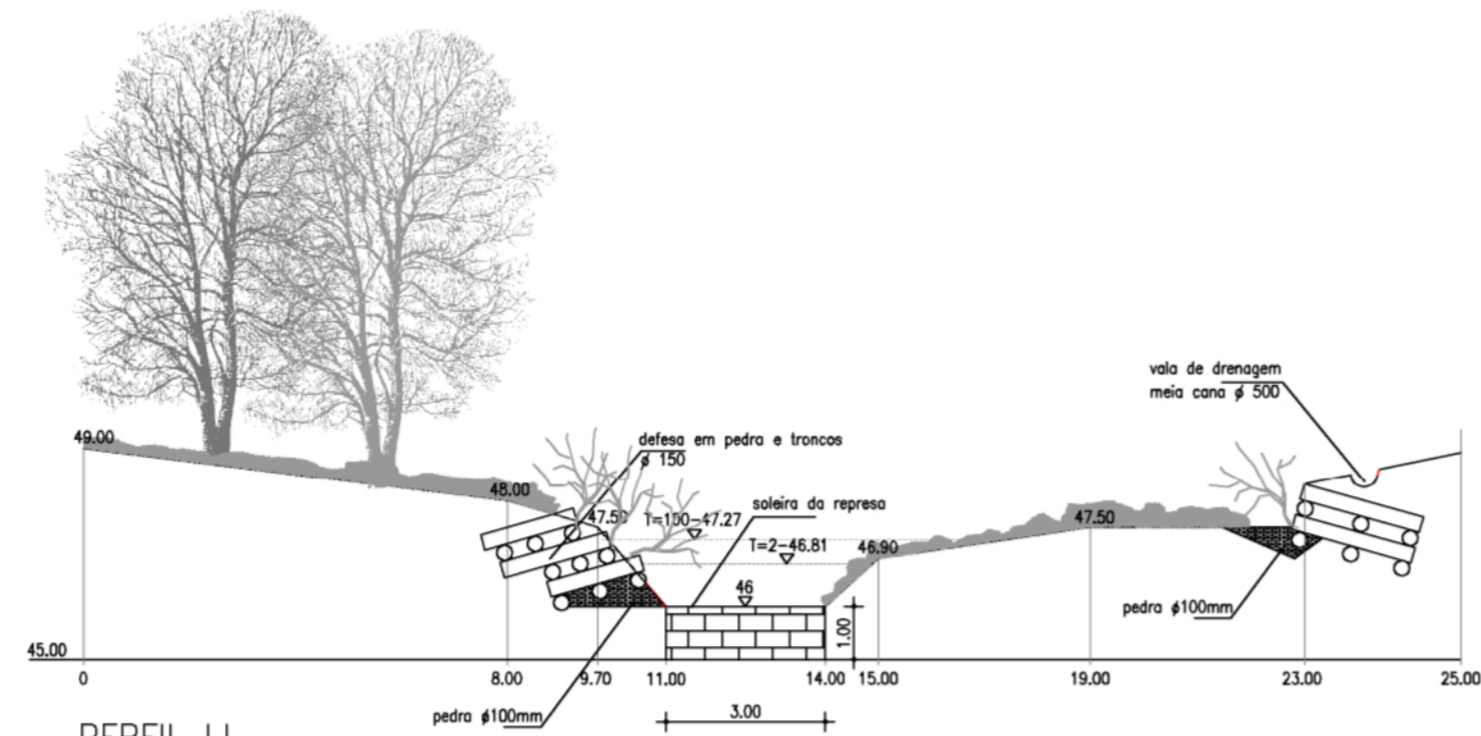 vala de drenagem
meia cana ø 500
49.00
defesa em pedra e troncos
ø 150
48.00
soleira da represa
47.50
T=100-47.27
47.50
T=2-46.81
46.90
46
pedra ø100mm
1.00
45.00
0
8.00
9.70
11.00
14.00
15.00
19.00
23.00
25.00
pedra ø100mm
3.00